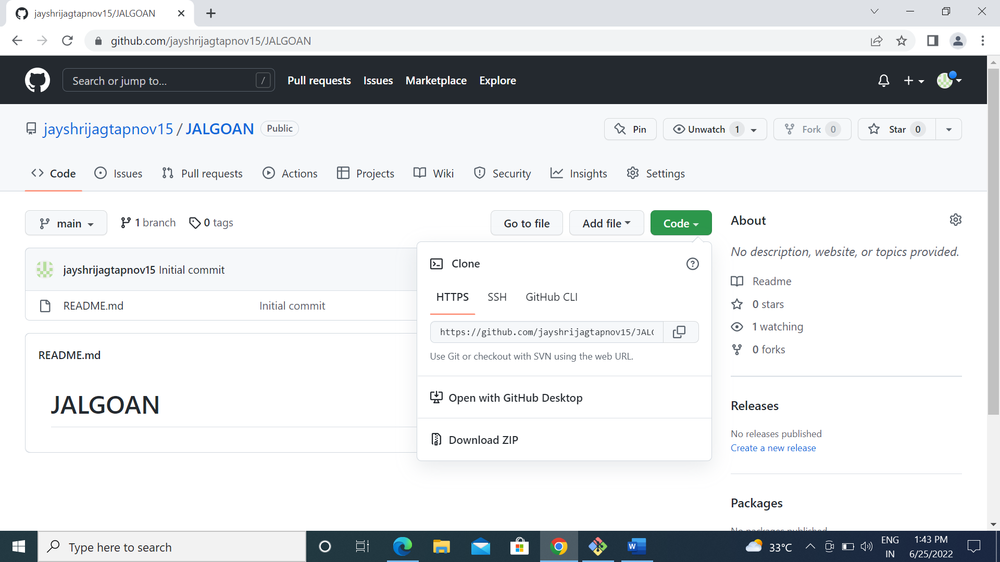 jayshrijagtapnov15/JALGOAN
github.com/jayshrijagtapnov15/JALGOAN
Search or jump to... /
Pull requests Issues Marketplace Explore
jayshrijagtapnov15 / JALGOAN Public
Pin Unwatch 1 Fork 0 Star 0
Code Issues Pull requests Actions Projects Wiki Security Insights Settings
main 1 branch 0 tags Go to file Add file Code
jayshrijagtapnov15 Initial commit
README.md Initial commit
README.md
JALGOAN
Clone
HTTPS SSH GitHub CLI
https://github.com/jayshrijagtapnov15/JALG
Use Git or checkout with SVN using the web URL.
Open with GitHub Desktop
Download ZIP
About
No description, website, or topics provided.
Readme
0 stars
1 watching
0 forks
Releases
No releases published
Create a new release
Packages
No packages published
Type here to search
33°C
ENG
IN
1:43 PM
6/25/2022